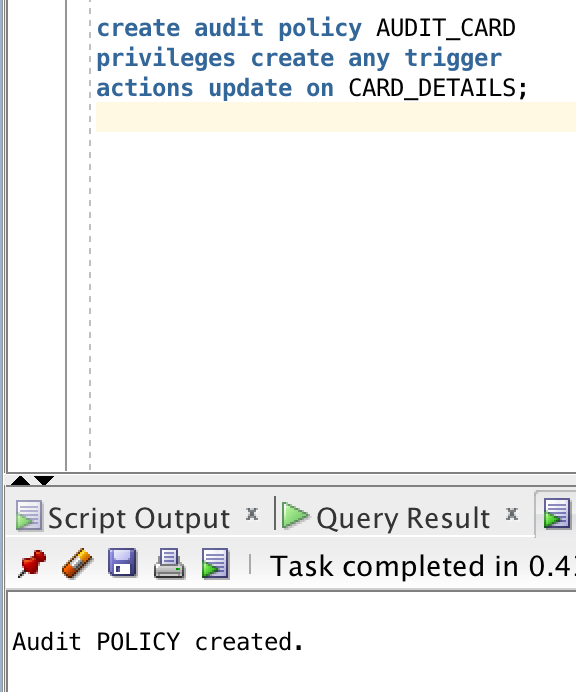 create audit policy AUDIT_CARD
privileges create any trigger
actions update on CARD_DETAILS;
Script Output x
Query Result x
Task completed in 0.4
Audit POLICY created.